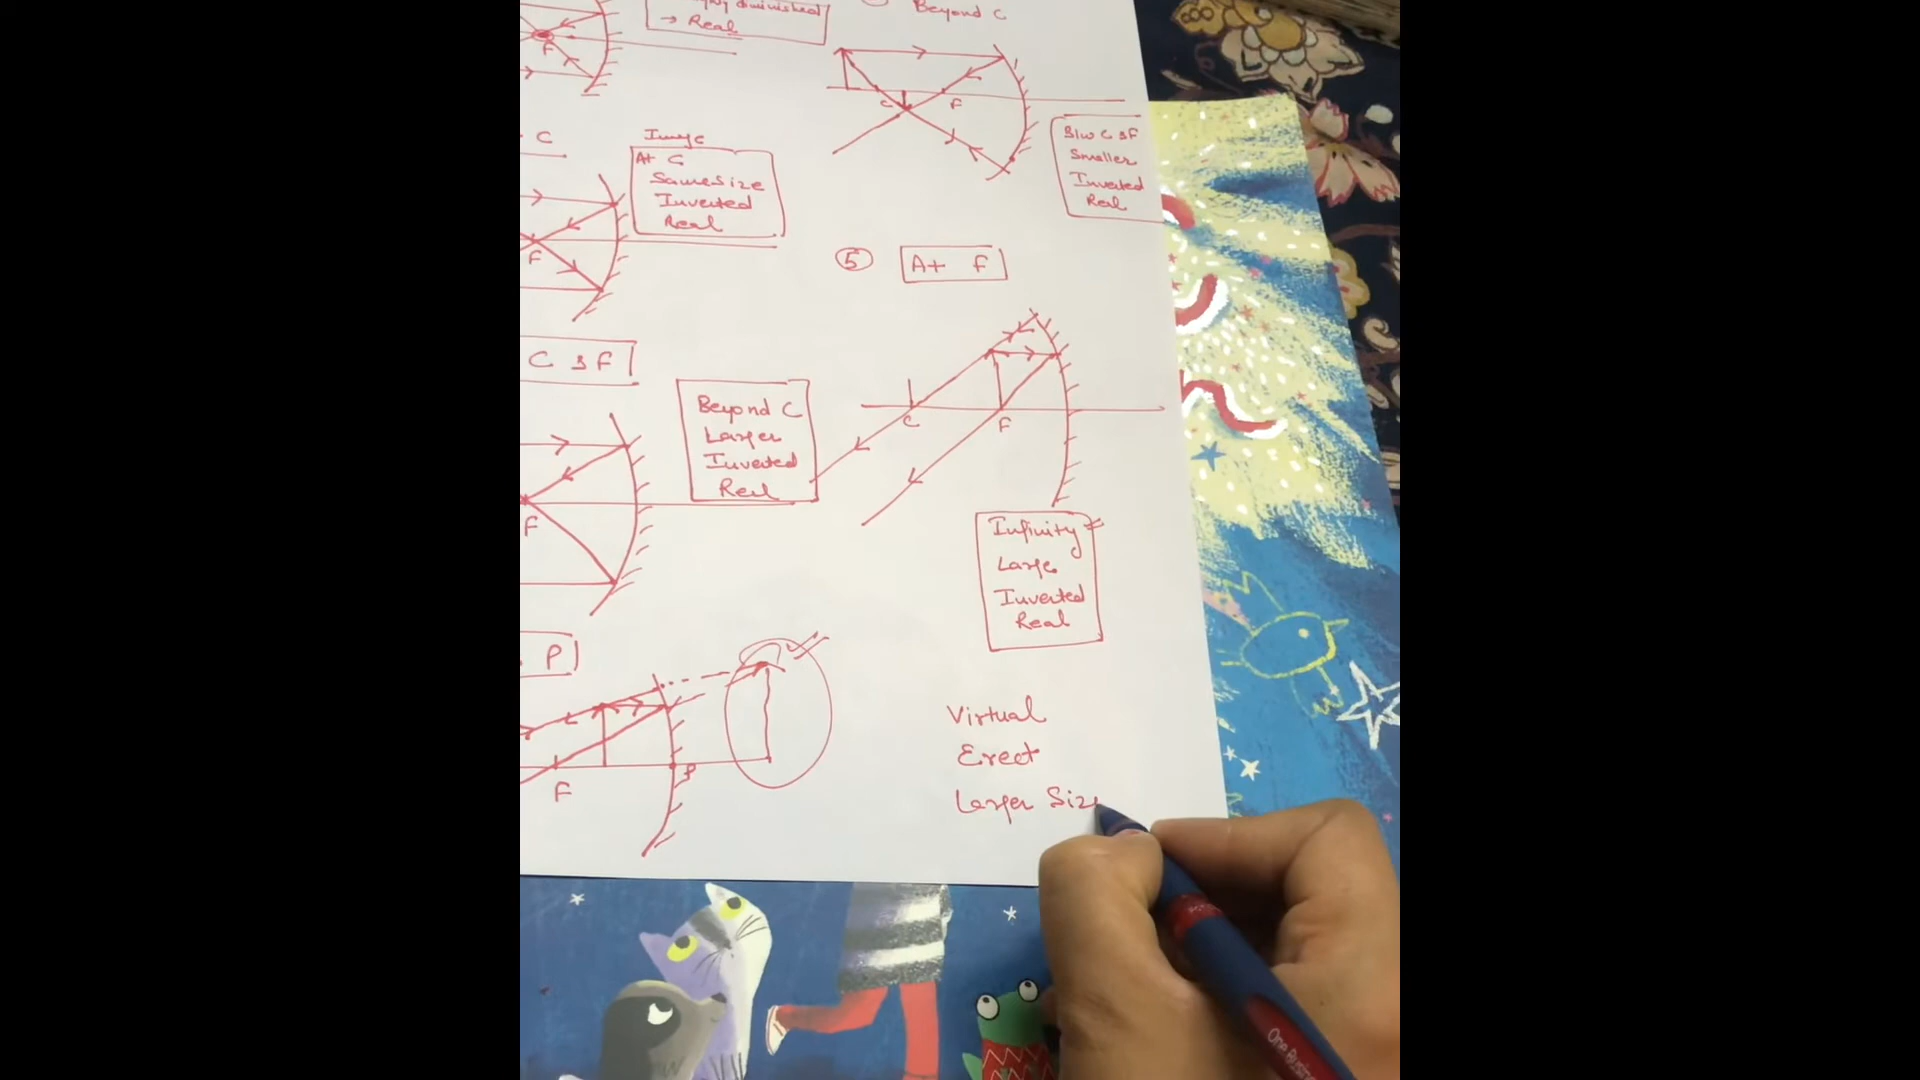 diminished
→ Real
Beyond C
F
C F
B/w C & F
Smaller
Inverted
Real
C
Image
At C
Same Size
Inverted
Real
F
5 At F
C & F
Beyond C
Larger
Inverted
Real
F
C F
Infinity
Large
Inverted
Real
P
F P
Virtual
Erect
Larger Size